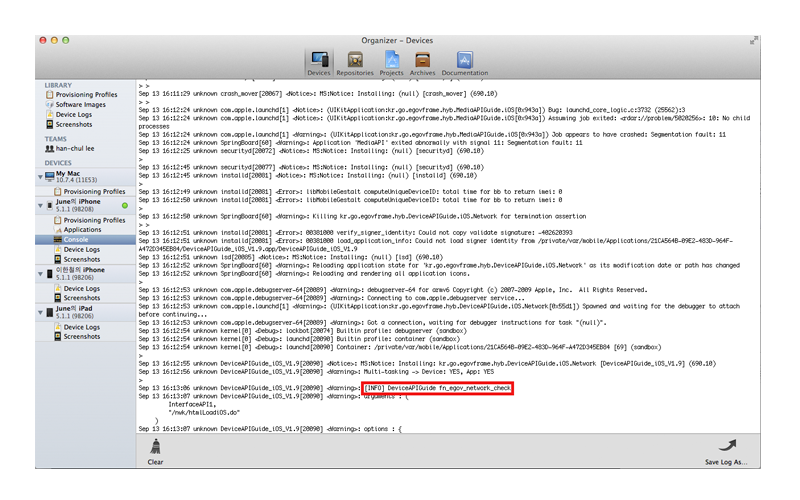 Organizer – Devices
Devices Repositories Projects Archives Documentation
LIBRARY
Provisioning Profiles
Software Images
Device Logs
Screenshots
TEAMS
han-chul lee
DEVICES
My Mac
10.7.4 (11E53)
Provisioning Profiles
June의 iPhone
5.1.1 (9B208)
Provisioning Profiles
Applications
Console
Device Logs
Screenshots
이한철의 iPhone
5.1.1 (9B206)
Device Logs
Screenshots
June의 iPad
5.1.1 (9B206)
Device Logs
Screenshots
> >
Sep 13 16:11:29 unknown crash_mover[20067] <Notice>: MS:Notice: Installing: (null) [crash_mover] (690.10)
> >
Sep 13 16:12:24 unknown com.apple.launchd[1] <Notice>: (UIKitApplication:kr.go.egovframe.hyb.MediaAPIGuide.iOS[0x943a]) Bug: launchd_core_logic.c:3732 (25562):3
Sep 13 16:12:24 unknown com.apple.launchd[1] <Notice>: (UIKitApplication:kr.go.egovframe.hyb.MediaAPIGuide.iOS[0x943a]) Assuming job exited: <rdar://problem/5020256>: 10: No child
processes
Sep 13 16:12:24 unknown com.apple.launchd[1] <Warning>: (UIKitApplication:kr.go.egovframe.hyb.MediaAPIGuide.iOS[0x943a]) Job appears to have crashed: Segmentation fault: 11
Sep 13 16:12:24 unknown SpringBoard[60] <Warning>: Application 'MediaAPI' exited abnormally with signal 11: Segmentation fault: 11
Sep 13 16:12:25 unknown securityd[20072] <Notice>: MS:Notice: Installing: (null) [securityd] (690.10)
>
Sep 13 16:12:45 unknown securityd[20077] <Notice>: MS:Notice: Installing: (null) [securityd] (690.10)
Sep 13 16:12:45 unknown installd[20081] <Notice>: MS:Notice: Installing: (null) [installd] (690.10)
>
Sep 13 16:12:49 unknown installd[20081] <Error>: libMobileGestalt computeUniqueDeviceID: total time for bb to return imei: 0
Sep 13 16:12:50 unknown installd[20081] <Error>: libMobileGestalt computeUniqueDeviceID: total time for bb to return imei: 0
>
Sep 13 16:12:50 unknown SpringBoard[60] <Warning>: Killing kr.go.egovframe.hyb.DeviceAPIGuide.iOS.Network for termination assertion
> >
Sep 13 16:12:51 unknown installd[20081] <Error>: 00381000 verify_signer_identity: Could not copy validate signature: -402620393
Sep 13 16:12:51 unknown installd[20081] <Error>: 00381000 load_application_info: Could not load signer identity from /private/var/mobile/Applications/21CA564B-09E2-483D-964F-
A472D345EB84/DeviceAPIGuide_iOS_V1.9.app/DeviceAPIGuide_iOS_V1.9
Sep 13 16:12:51 unknown lsd[20085] <Notice>: MS:Notice: Installing: (null) [lsd] (690.10)
Sep 13 16:12:52 unknown SpringBoard[60] <Warning>: Reloading application state for 'kr.go.egovframe.hyb.DeviceAPIGuide.iOS.Network' as its modification date or path has changed
Sep 13 16:12:52 unknown SpringBoard[60] <Warning>: Reloading and rendering all application icons.
>
Sep 13 16:12:53 unknown com.apple.debugserver-64[20089] <Warning>: debugserver-64 for armv6 Copyright (c) 2007-2009 Apple, Inc. All Rights Reserved.
Sep 13 16:12:53 unknown com.apple.debugserver-64[20089] <Warning>: Connecting to com.apple.debugserver service...
Sep 13 16:12:53 unknown com.apple.launchd[1] <Warning>: (UIKitApplication:kr.go.egovframe.hyb.DeviceAPIGuide.iOS.Network[0x55d1]) Spawned and waiting for the debugger to attach
before continuing...
Sep 13 16:12:53 unknown com.apple.debugserver-64[20089] <Warning>: Got a connection, waiting for debugger instructions for task "(null)".
Sep 13 16:12:54 unknown kernel[0] <Debug>: lockbot[20074] Builtin profile: debugserver (sandbox)
Sep 13 16:12:54 unknown kernel[0] <Debug>: launchd[20090] Builtin profile: container (sandbox)
Sep 13 16:12:54 unknown kernel[0] <Debug>: launchd[20090] Container: /private/var/mobile/Applications/21CA564B-09E2-483D-964F-A472D345EB84 [69] (sandbox)
>
Sep 13 16:12:55 unknown DeviceAPIGuide_iOS_V1.9[20090] <Notice>: MS:Notice: Installing: kr.go.egovframe.hyb.DeviceAPIGuide.iOS.Network [DeviceAPIGuide_iOS_V1.9] (690.10)
Sep 13 16:12:56 unknown DeviceAPIGuide_iOS_V1.9[20090] <Warning>: Multi-tasking -> Device: YES, App: YES
>
Sep 13 16:13:06 unknown DeviceAPIGuide_iOS_V1.9[20090] <Warning>: [INFO] DeviceAPIGuide fn_egov_network_check
Sep 13 16:13:07 unknown DeviceAPIGuide_iOS_V1.9[20090] <Warning>: arguments : (
InterfaceAPI1,
"/nwk/htmlLoadiOS.do"
)
Sep 13 16:13:07 unknown DeviceAPIGuide_iOS_V1.9[20090] <Warning>: options : {
Clear
Save Log As...